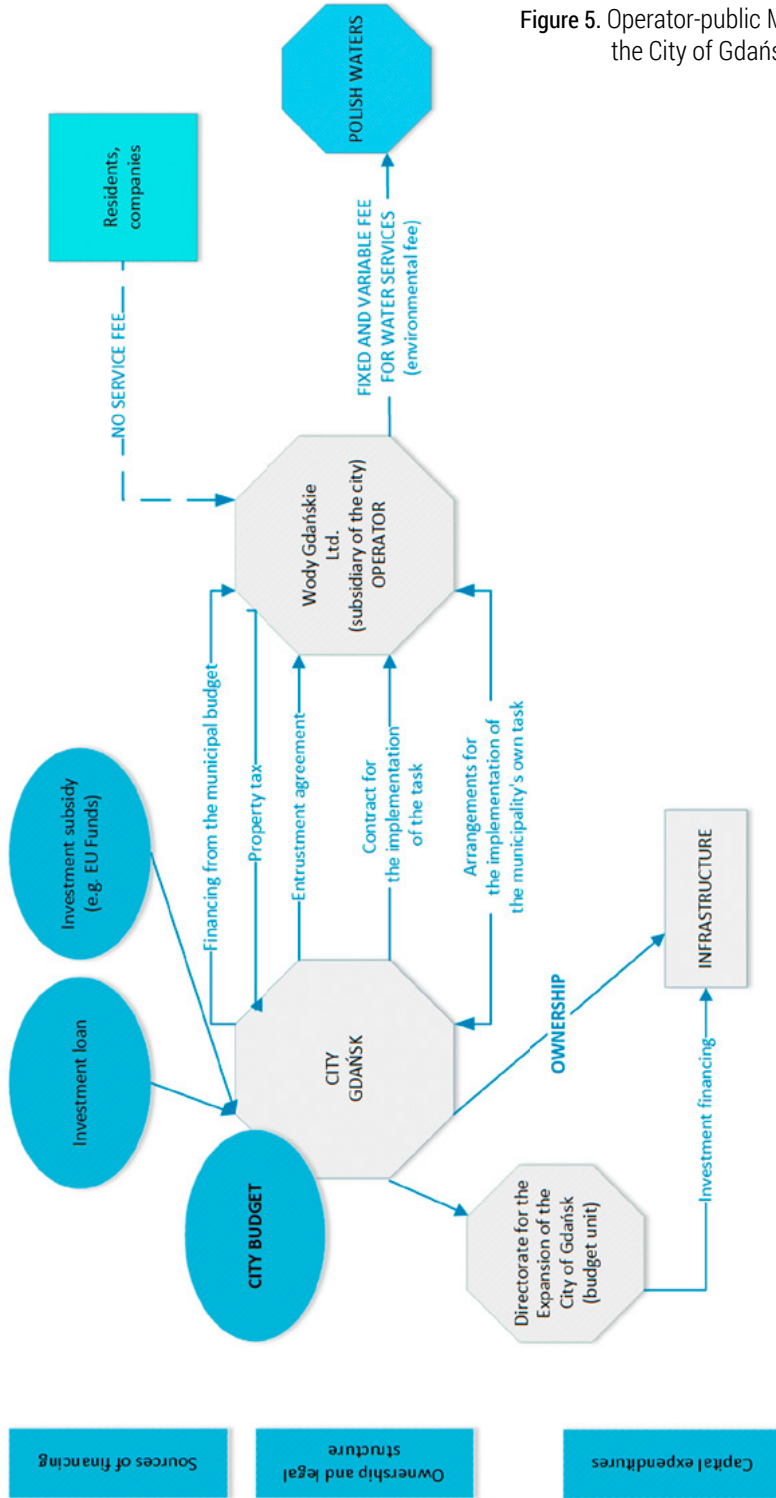 Figure 5. Operator-public M
the City of Gdańs
Sources of financing
Ownership and legal
structure
Capital expenditures
Investment loan
Investment subsidy
(e.g. EU Funds)
Residents,
companies
CITY BUDGET
NO SERVICE FEE
Financing from the municipal budget
Property tax
Entrustment agreement
Contract for
the implementation
of the task
Arrangements for
the implementation of
the municipality's own task
CITY
GDAŃSK
Wody Gdańskie
Ltd.
(subsidiary of the city)
OPERATOR
FIXED AND VARIABLE FEE
FOR WATER SERVICES
(environmental fee)
POLISH WATERS
OWNERSHIP
Directorate for the
Expansion of the
City of Gdańsk
(budget unit)
Investment financing
INFRASTRUCTURE